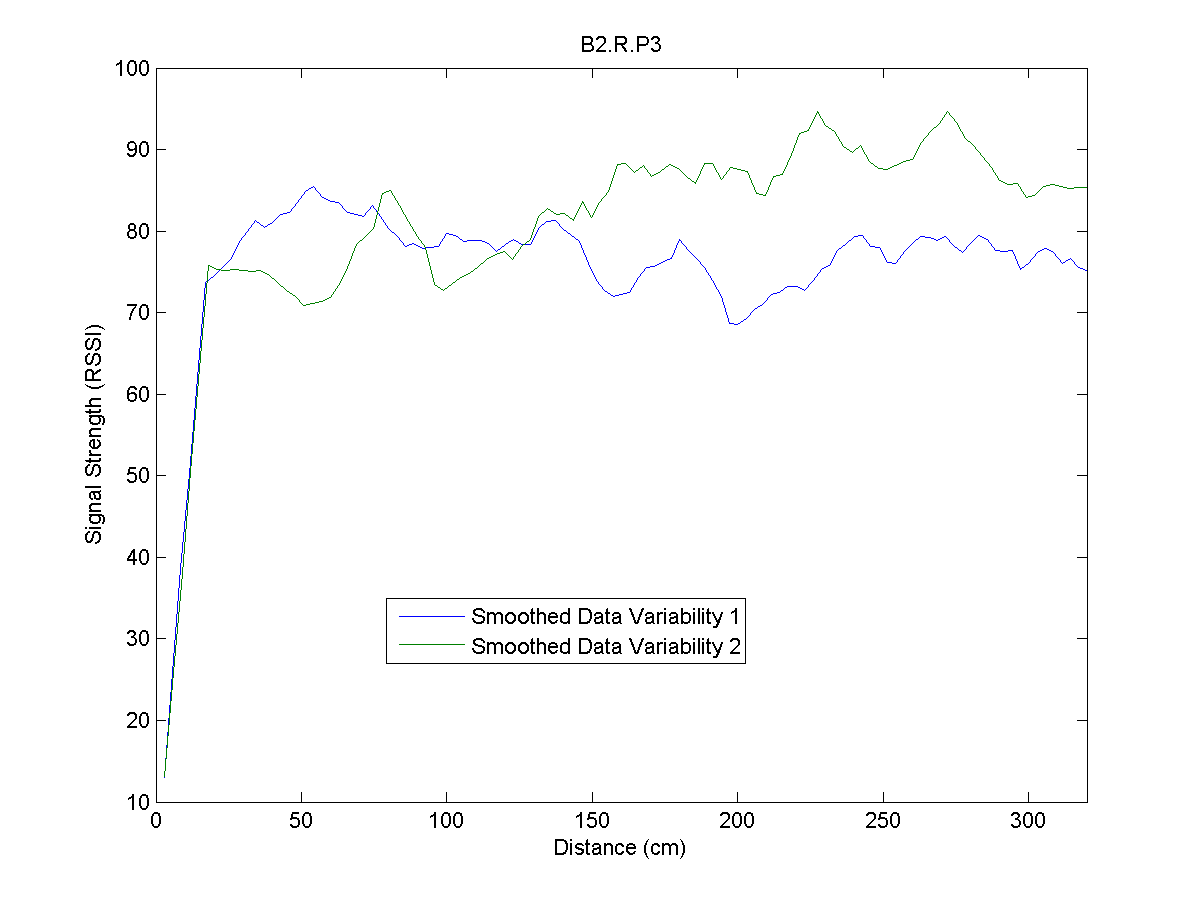 B2.R.P3
100
90
80
70
60
50
40
30
20
10
Signal Strength (RSSI)
Smoothed Data Variability 1
Smoothed Data Variability 2
0 50 100 150 200 250 300
Distance (cm)